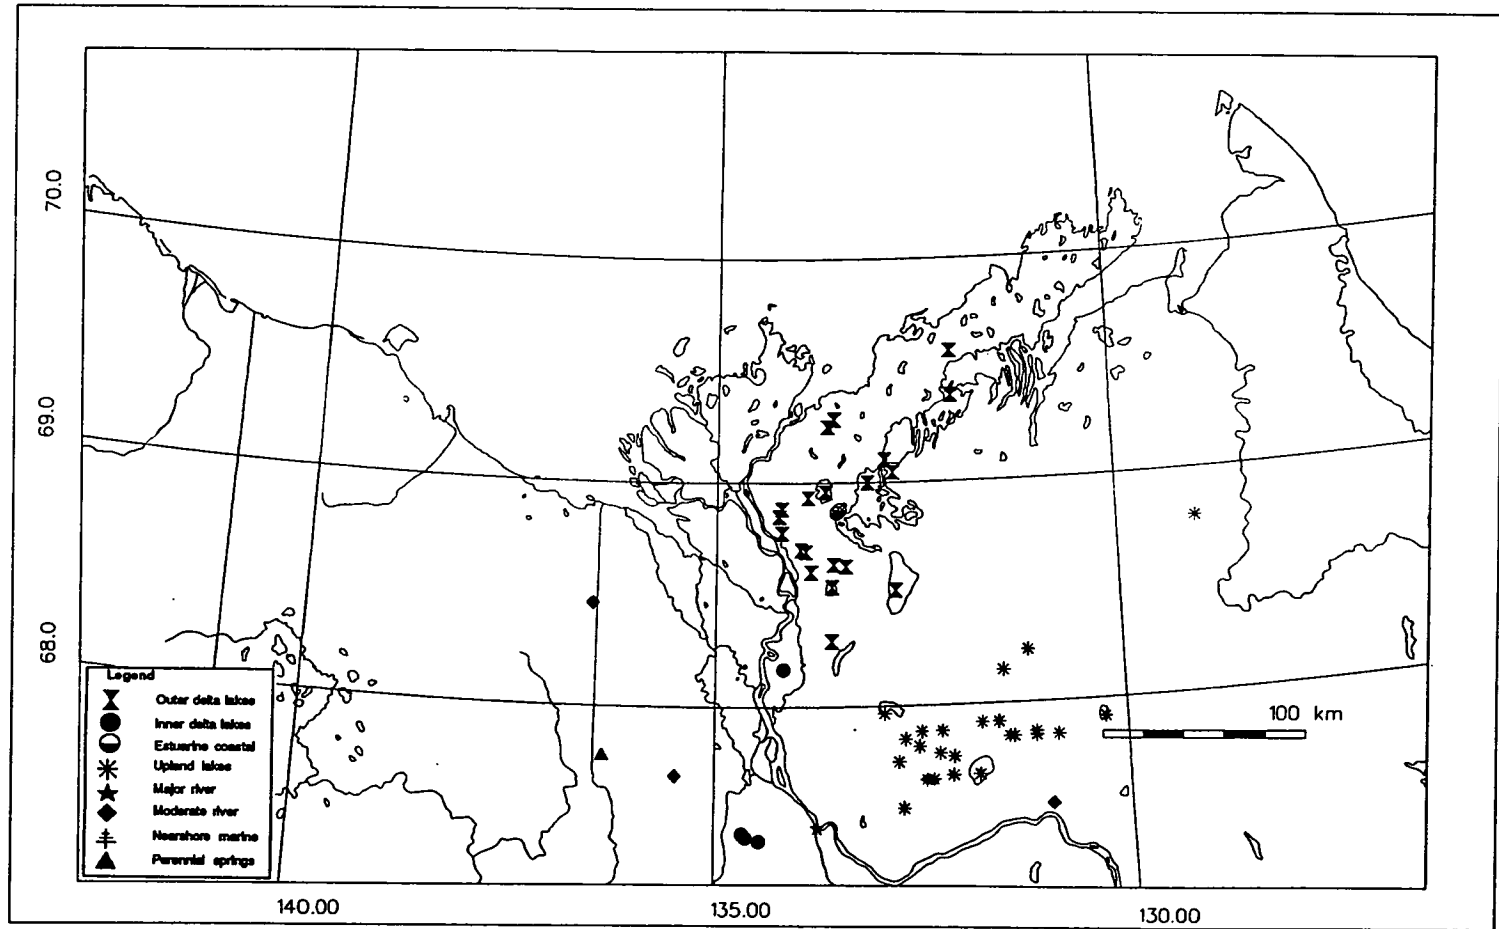 70.0
69.0
68.0
Legend
Outer delta lakes
Inner delta lakes
Estuarine coastal
Upland lakes
Major river
Moderate river
Nearshore marine
Perennial springs
100 km
140.00
135.00
130.00